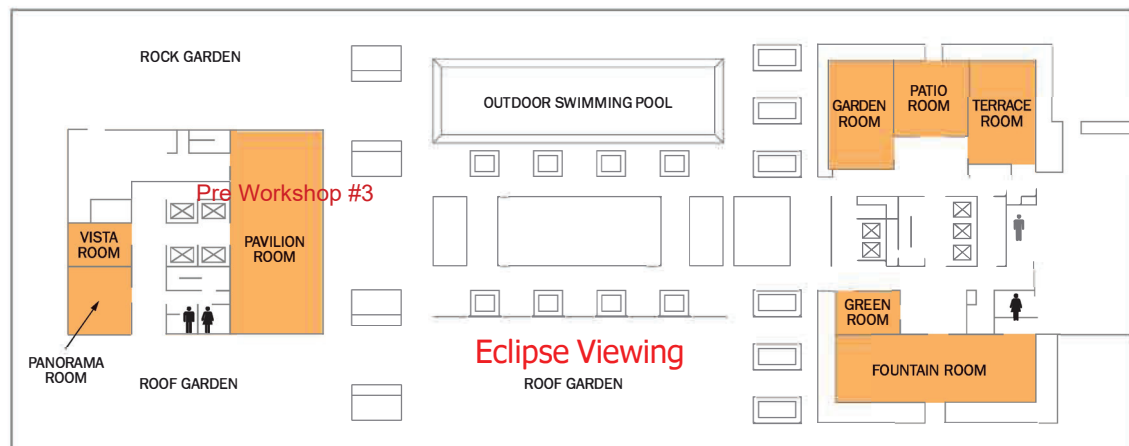 ROCK GARDEN
OUTDOOR SWIMMING POOL
GARDEN
ROOM
PATIO
ROOM
TERRACE
ROOM
Pre Workshop #3
VISTA
ROOM
PAVILION
ROOM
PANORAMA
ROOM
ROOF GARDEN
Eclipse Viewing
ROOF GARDEN
GREEN
ROOM
FOUNTAIN ROOM